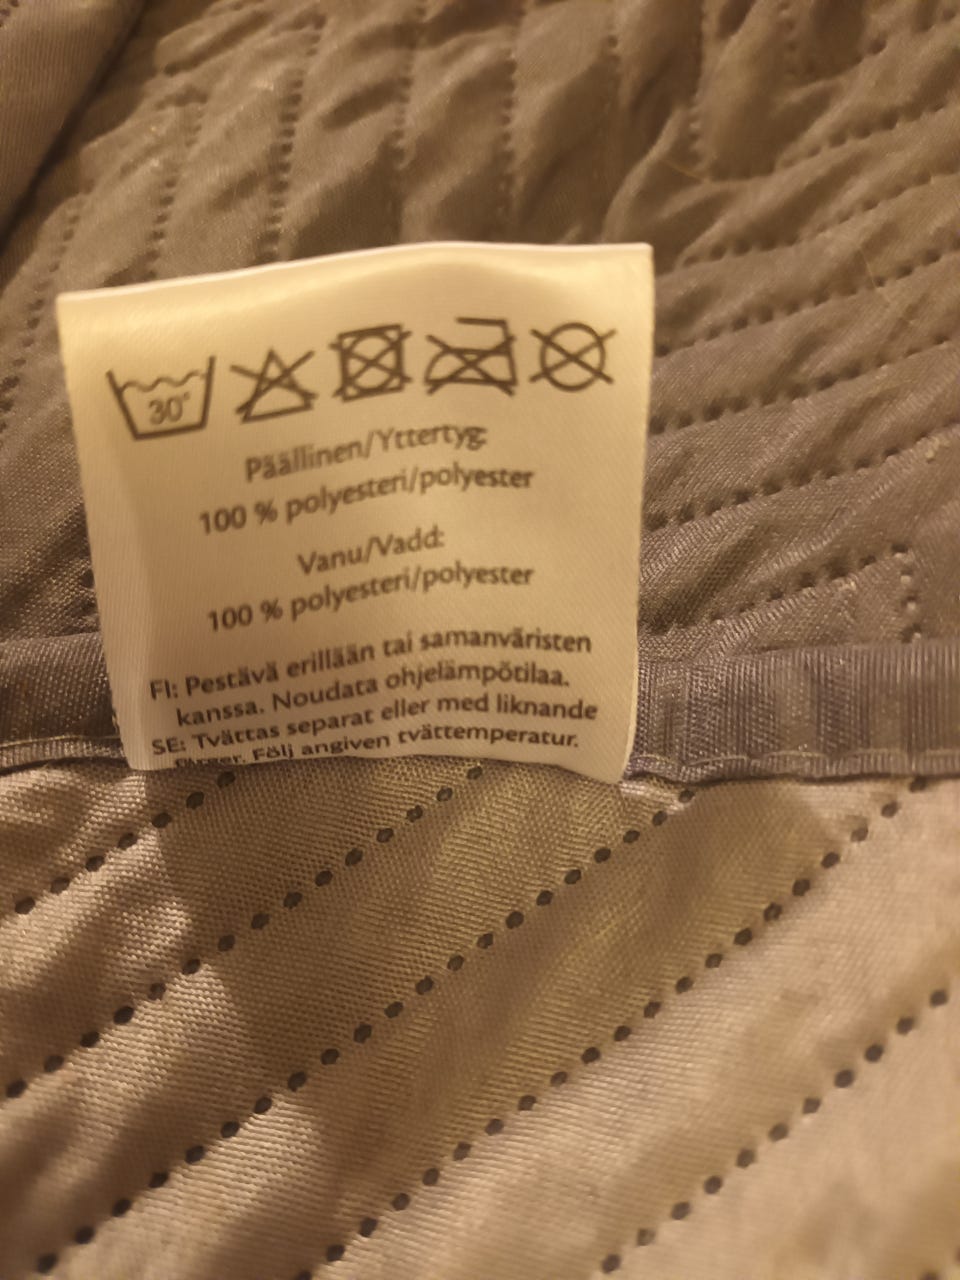 30°
Päällinen/Yttertyg:
100 % polyesteri/polyester
Vanu/Vadd:
100 % polyesteri/polyester
FI: Pestävä erillään tai samanväristen
kanssa. Noudata ohjelämpötilaa.
SE: Tvättas separat eller med liknande
färger. Följ angiven tvättemperatur.